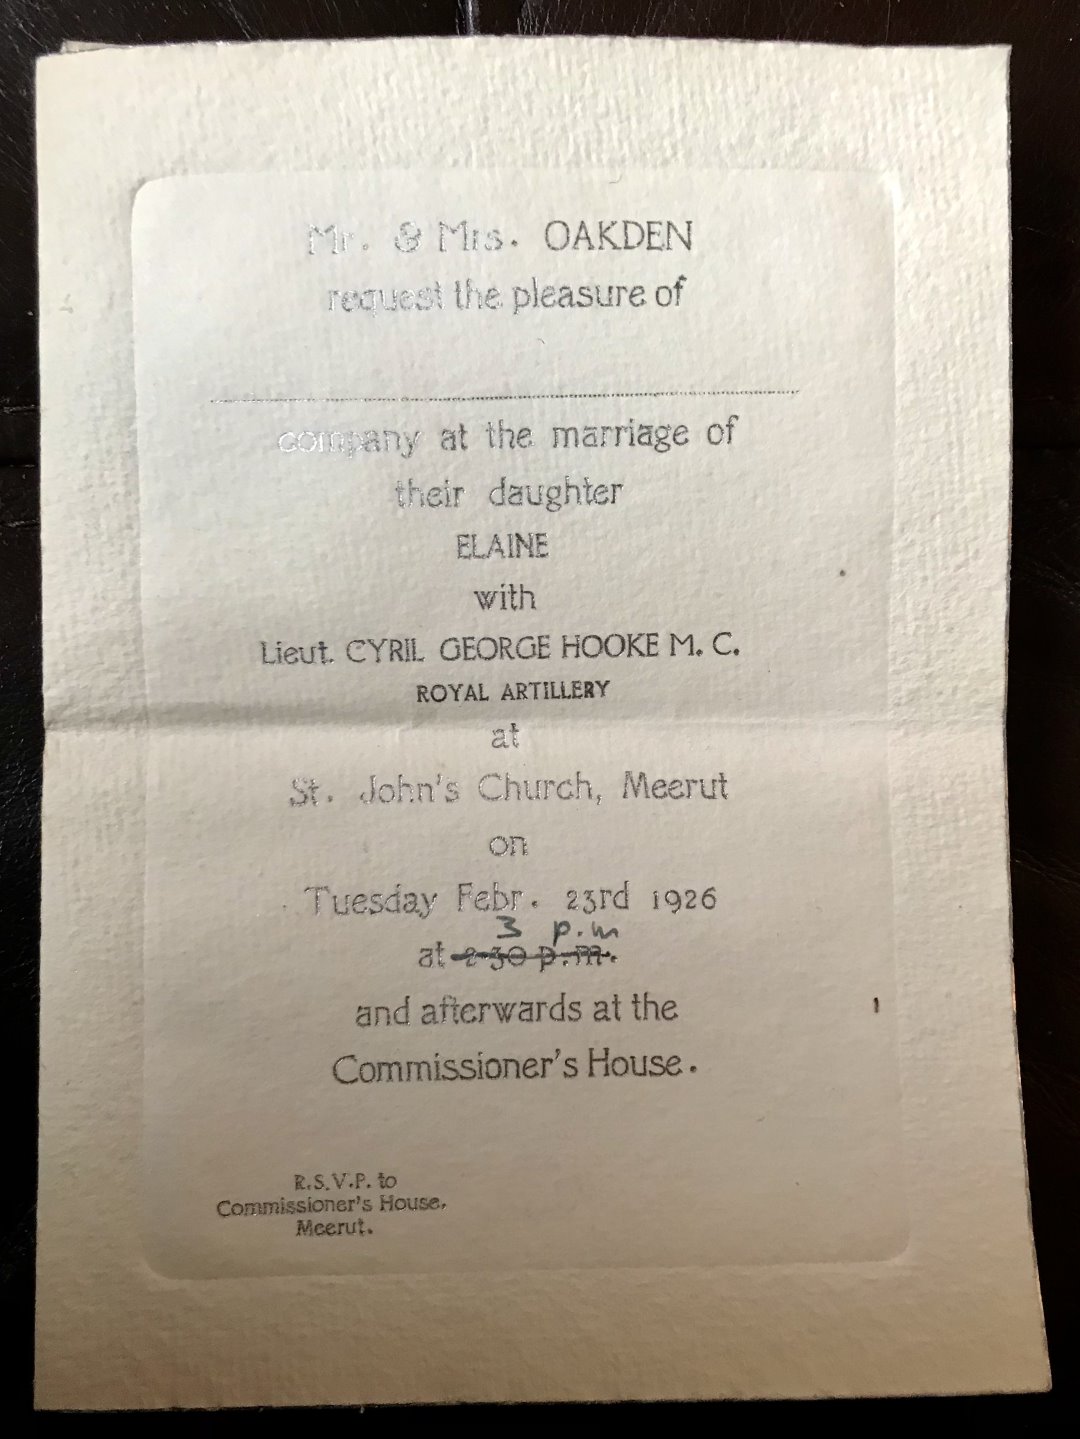 Mr. & Mrs. OAKDEN
request the pleasure of
company at the marriage of
their daughter
ELAINE
with
Lieut. CYRIL GEORGE HOOKE M. C.
ROYAL ARTILLERY
at
St. John's Church, Meerut
on
Tuesday Febr. 23rd 1926
3 p.m
at 2-30 p.m.
and afterwards at the
Commissioner's House.
R.S.V.P. to
Commissioner's House.
Meerut.